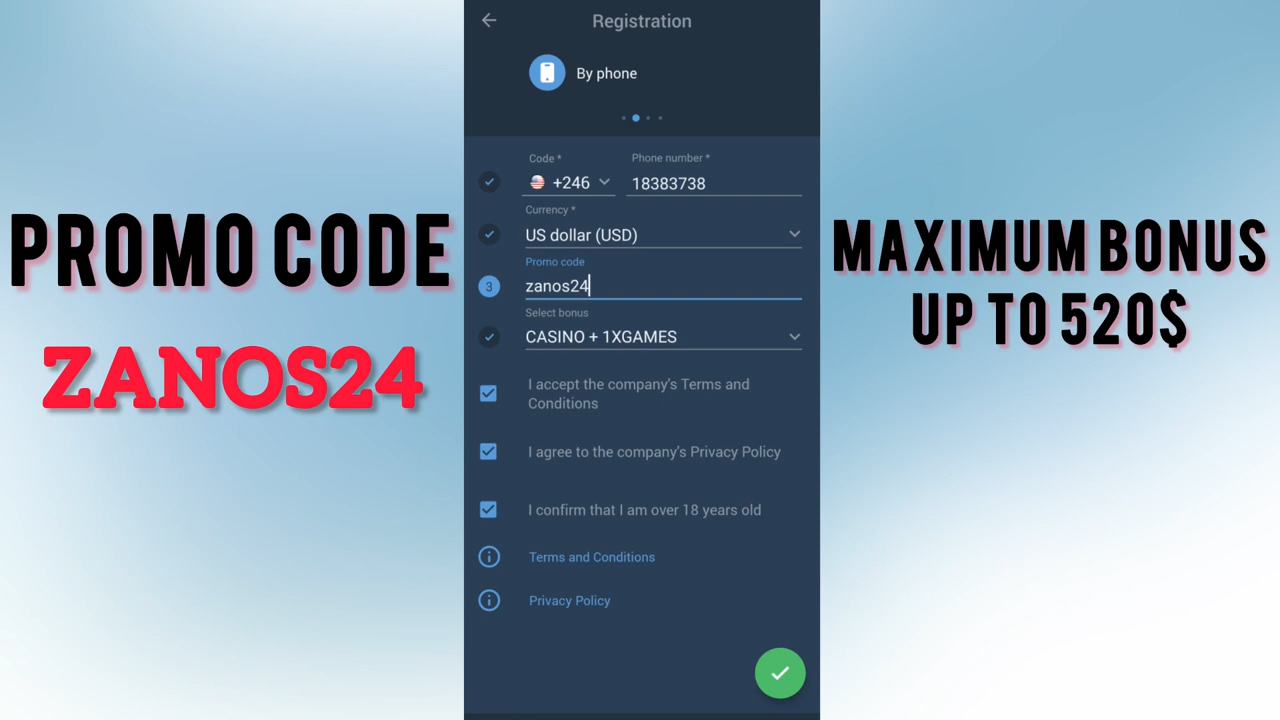 PROMO CODE
ZANOS24
Registration
By phone
Code *
Phone number *
+246
18383738
Currency *
US dollar (USD)
Promo code
3
zanos24
Select bonus
CASINO + 1XGAMES
I accept the company's Terms and
Conditions
I agree to the company's Privacy Policy
I confirm that I am over 18 years old
Terms and Conditions
Privacy Policy
MAXIMUM BONUS
UP TO 520$